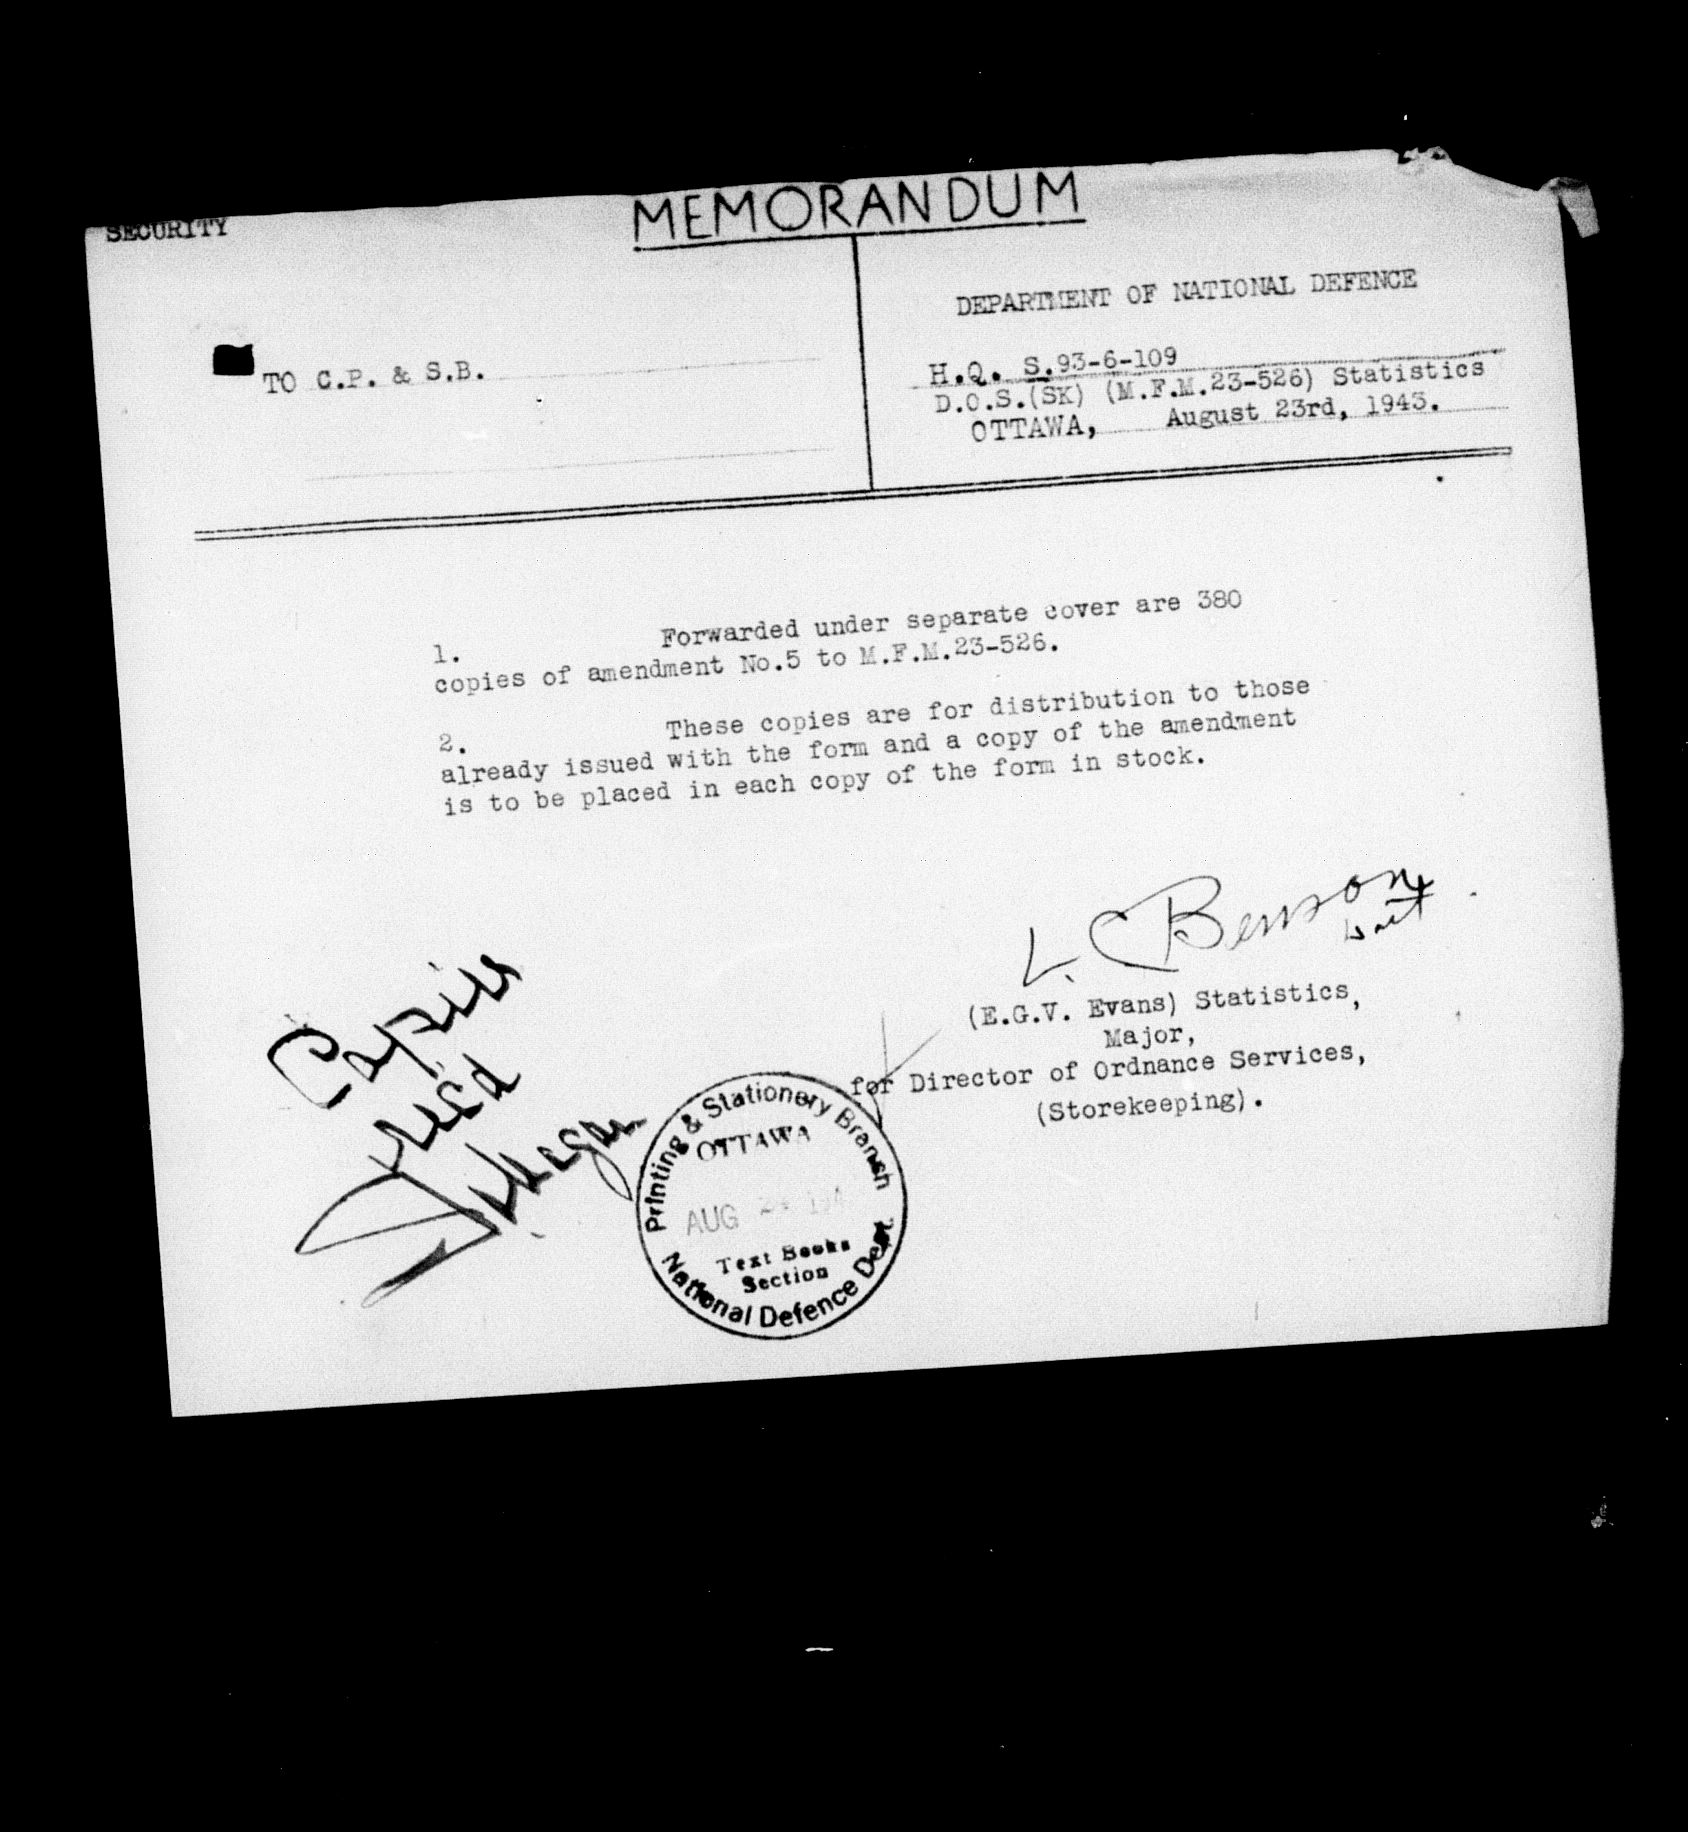 MEMORANDUM
SECURITY
TO C.P. & S.B.
DEPARTMENT OF NATIONAL DEFENCE
H.Q. S.93-6-109
D.O.S.(SK) (M.F.M.23-526) Statistics
OTTAWA, August 23rd, 1943.
1. Forwarded under separate cover are 380
copies of amendment No.5 to M.F.M.23-526.
2. These copies are for distribution to those
already issued with the form and a copy of the amendment
is to be placed in each copy of the form in stock.
L. C Benson
(E.G.V. Evans) Statistics,
Major,
for Director of Ordnance Services,
(Storekeeping).
Copies
rec'd
Printing & Stationery Branch
OTTAWA
AUG
Text Books
Section
National Defence Dept.